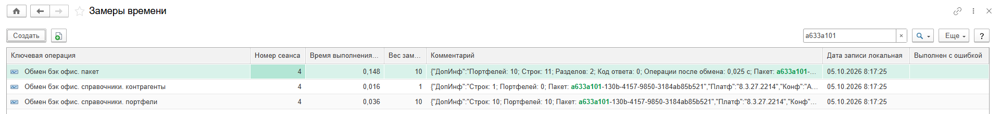 Замеры времени
Создать
а633а101 × Еще ?
Ключевая операция Номер сеанса Время выполнения... Вес зам... Комментарий Дата записи локальная Выполнен с ошибкой
Обмен бэк офис. пакет 4 0,148 10 {"ДопИнф":"Портфелей: 10; Строк: 11; Разделов: 2; Код ответа: 0; Операции после обмена: 0,025 с; Пакет: a633a101-... 05.10.2026 8:17:25
Обмен бэк офис. справочники. контрагенты 4 0,016 1 {"ДопИнф":"Строк: 1; Портфелей: 0; Пакет: a633a101-130b-4157-9850-3184ab85b521","Платф":"8.3.27.2214","Конф":"А... 05.10.2026 8:17:25
Обмен бэк офис. справочники. портфели 4 0,036 10 {"ДопИнф":"Строк: 10; Портфелей: 10; Пакет: a633a101-130b-4157-9850-3184ab85b521","Платф":"8.3.27.2214","Конф"... 05.10.2026 8:17:25